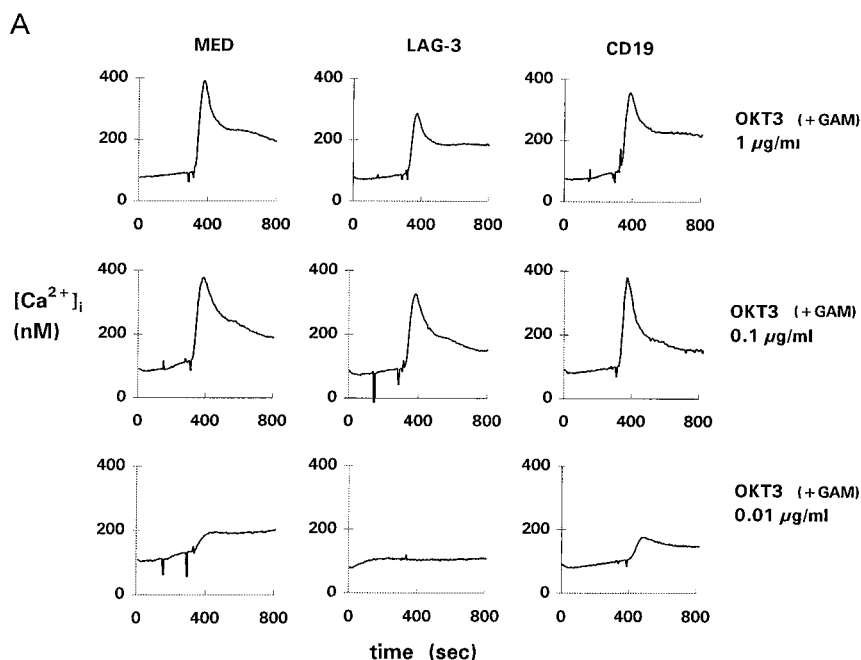 A
MED LAG-3 CD19
400 400 400
200 200 200
0 0 0
0 400 800 0 400 800 0 400 800
OKT3 (+GAM)
1 µg/ml
[Ca2+]i
(nM)
400 400 400
200 200 200
0 0 0
0 400 800 0 400 800 0 400 800
OKT3 (+GAM)
0.1 µg/ml
400 400 400
200 200 200
0 0 0
0 400 800 0 400 800 0 400 800
OKT3 (+GAM)
0.01 µg/ml
time (sec)